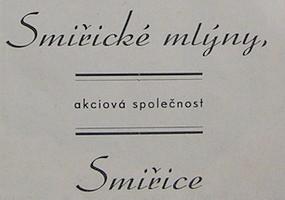 Smiřické mlýny,
akciová společnost
Smiřice